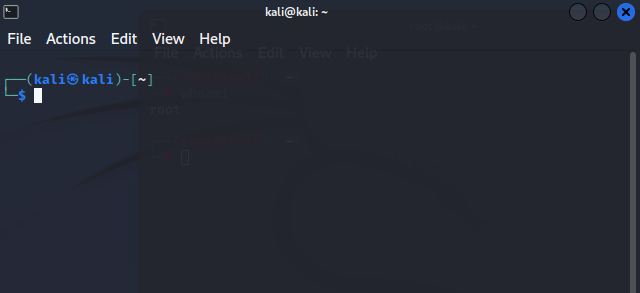 kali@kali: ~
File Actions Edit View Help
File Actions Edit View Help
┌──(kali㉿kali)-[~]
└─$
root